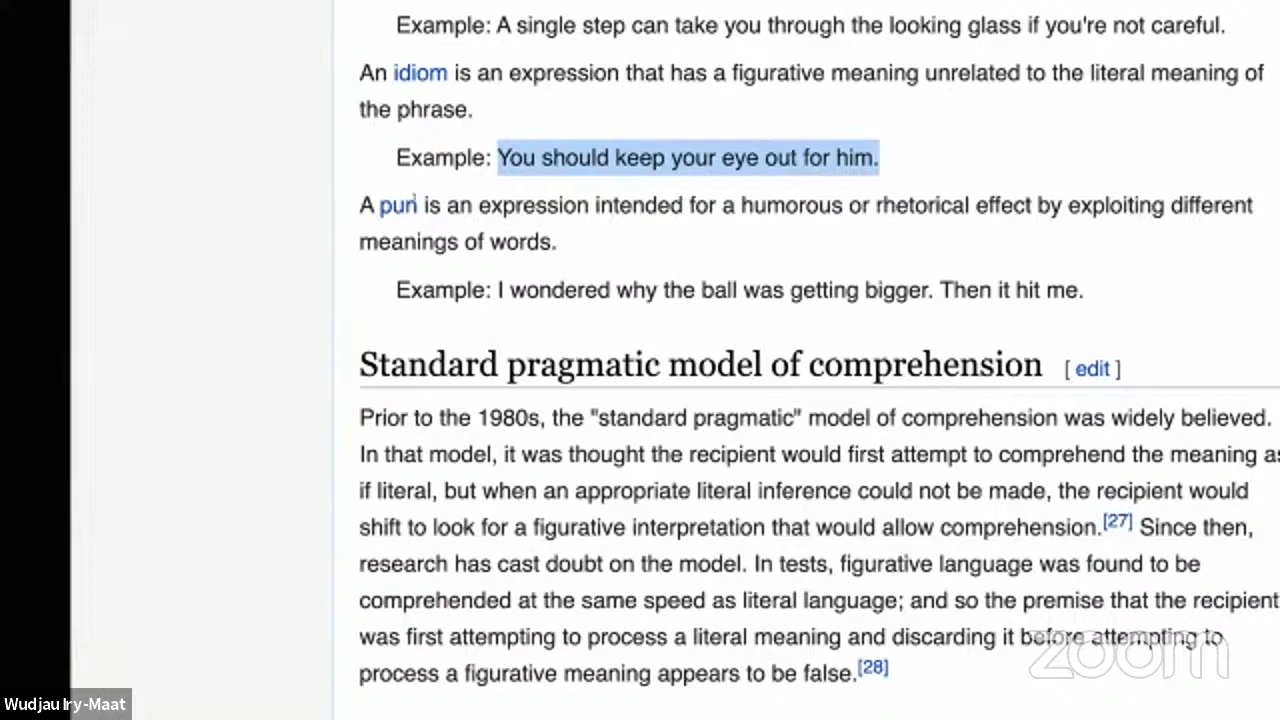 Example: A single step can take you through the looking glass if you're not careful.
An idiom is an expression that has a figurative meaning unrelated to the literal meaning of
the phrase.
Example: You should keep your eye out for him.
A pun is an expression intended for a humorous or rhetorical effect by exploiting different
meanings of words.
Example: I wondered why the ball was getting bigger. Then it hit me.
Standard pragmatic model of comprehension [ edit ]
Prior to the 1980s, the "standard pragmatic" model of comprehension was widely believed.
In that model, it was thought the recipient would first attempt to comprehend the meaning as
if literal, but when an appropriate literal inference could not be made, the recipient would
shift to look for a figurative interpretation that would allow comprehension.[27] Since then,
research has cast doubt on the model. In tests, figurative language was found to be
comprehended at the same speed as literal language; and so the premise that the recipient
was first attempting to process a literal meaning and discarding it before attempting to
process a figurative meaning appears to be false.[28]
zoom
Wudjau Iry-Maat